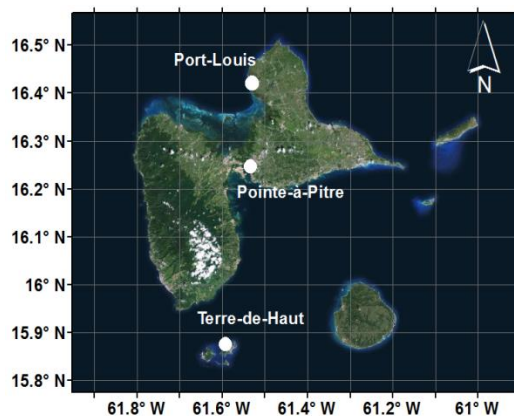 16.5° N
Port-Louis
N
16.4° N
16.3° N
16.2° N
Pointe-à-Pitre
16.1° N
16° N
Terre-de-Haut
15.9° N
15.8° N
61.8° W 61.6° W 61.4° W 61.2° W 61° W